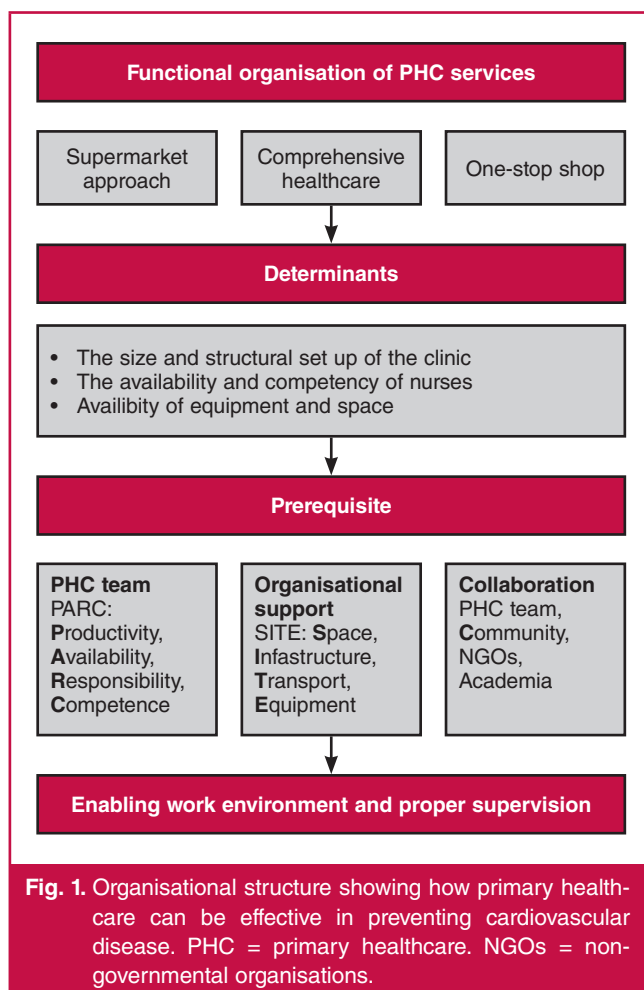 Functional organisation of PHC services
Supermarket
approach
Comprehensive
healthcare
One-stop shop
Determinants
• The size and structural set up of the clinic
• The availability and competency of nurses
• Availibity of equipment and space
Prerequisite
PHC team
PARC:
Productivity,
Availability,
Responsibility,
Competence
Organisational
support
SITE: Space,
Infastructure,
Transport,
Equipment
Collaboration
PHC team,
Community,
NGOs,
Academia
Enabling work environment and proper supervision
Fig. 1. Organisational structure showing how primary health-
care can be effective in preventing cardiovascular
disease. PHC = primary healthcare. NGOs = non-
governmental organisations.